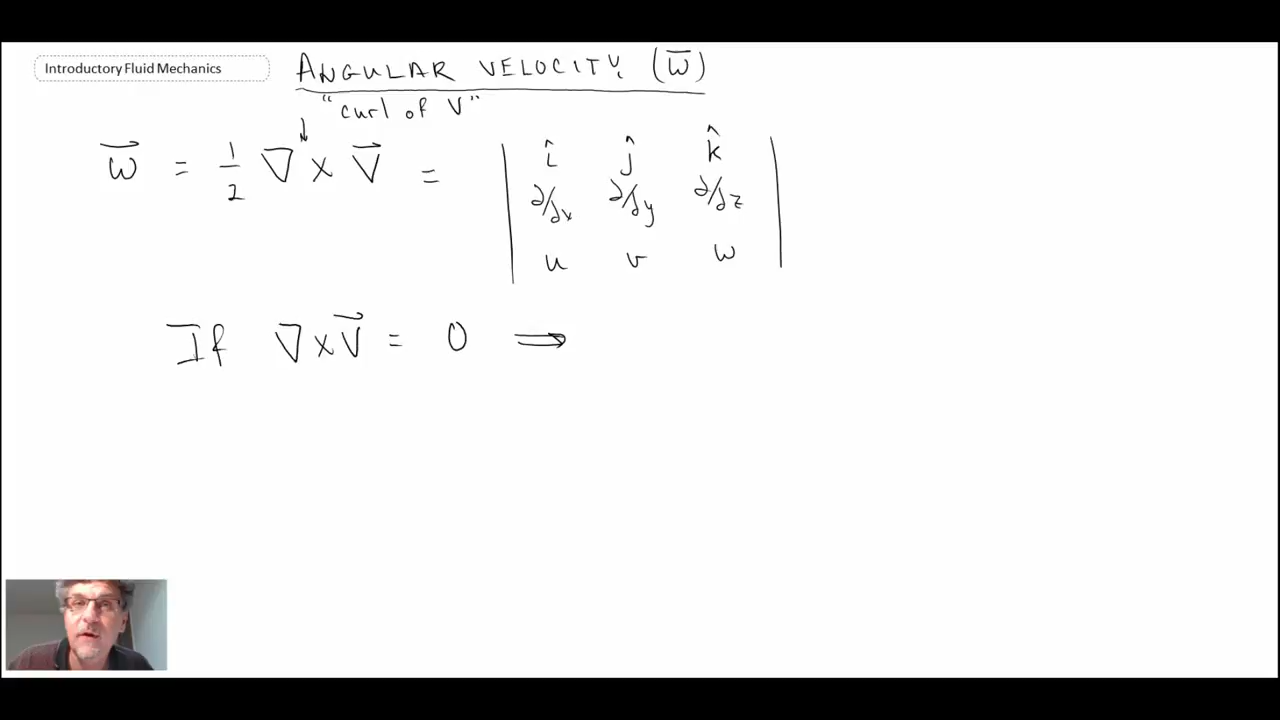 Introductory Fluid Mechanics
ANGULAR VELOCITY (ω̅)
"curl of V"
ω⃗ = 1/2 ∇ × V⃗ = | î ĵ k̂ |
| ∂/∂x ∂/∂y ∂/∂z |
| u v w |
If ∇×V⃗ = 0 ⇒